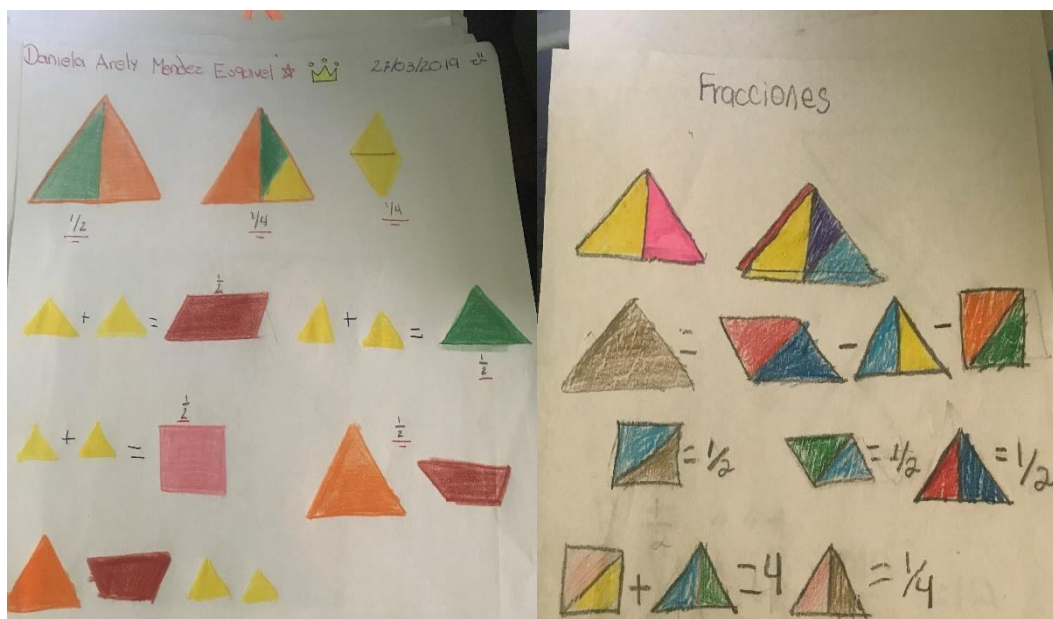 Daniela Arely Mendez Esquivel 27/03/2019
1/2 1/4 1/4
1/2
+ = + =
1/2
1/2
+ =
1/2
Fracciones
= - -
= 1/2 = 1/2 = 1/2
+ = 4 = 1/4